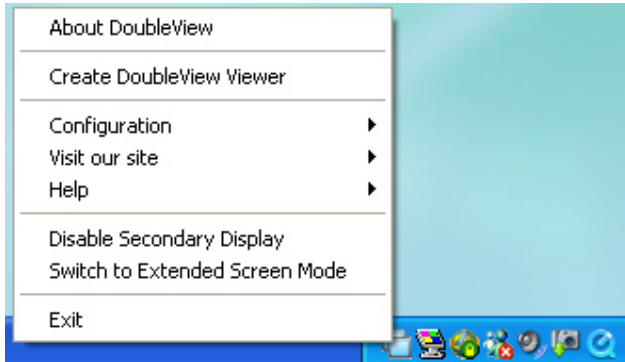 About DoubleView
Create DoubleView Viewer
Configuration
Visit our site
Help
Disable Secondary Display
Switch to Extended Screen Mode
Exit